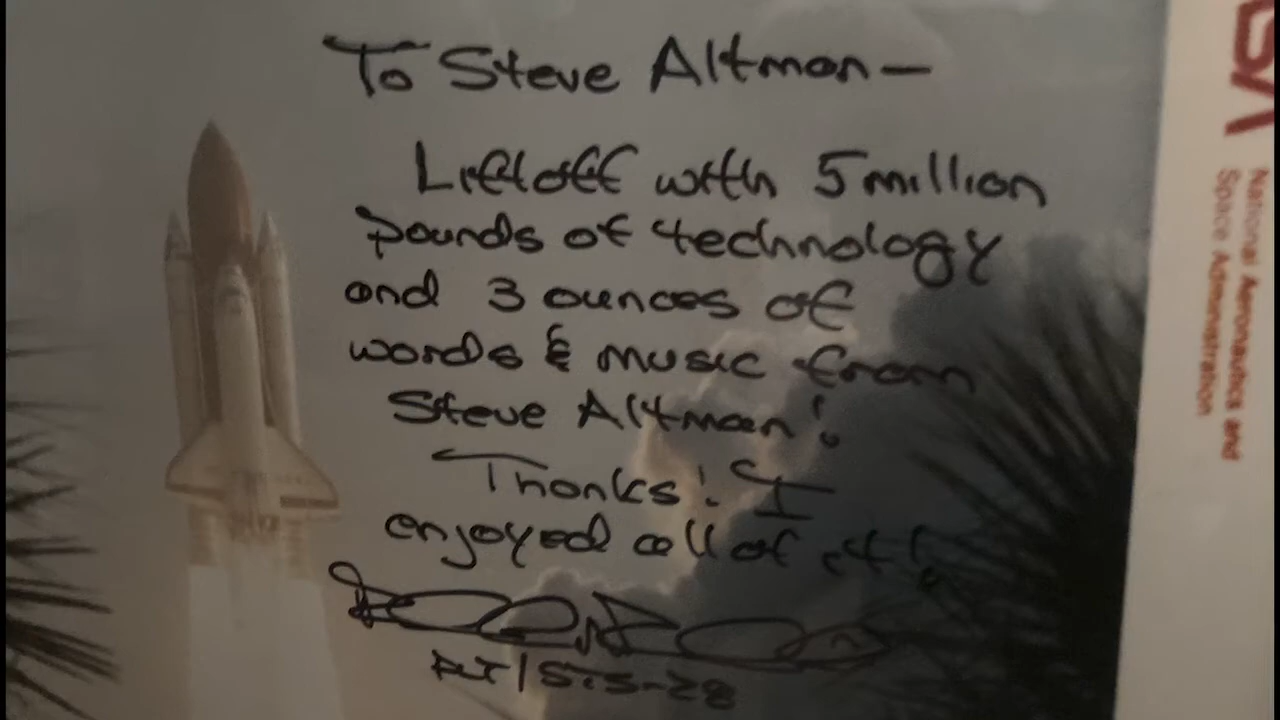 To Steve Altman—
Liftoff with 5 million
pounds of technology
and 3 ounces of
words & music from
Steve Altman!
Thanks! I
enjoyed all of it!
PLT/STS-28
National Aeronautics and
Space Administration